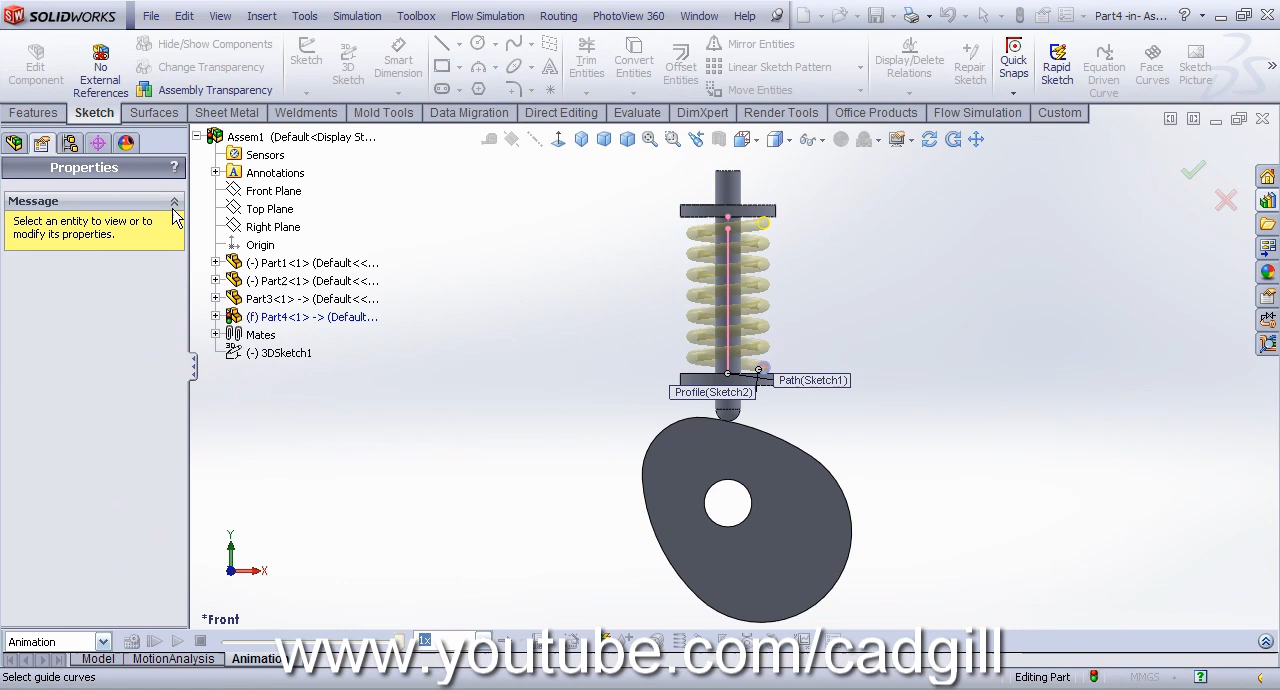 SOLIDWORKS File Edit View Insert Tools Simulation Toolbox Flow Simulation Routing PhotoView 360 Window Help Part4 -in- As... ?
Edit Component
No External References
Hide/Show Components
Change Transparency
Assembly Transparency
Sketch
3D Sketch
Smart Dimension
Trim Entities
Convert Entities
Offset Entities
Mirror Entities
Linear Sketch Pattern
Move Entities
Display/Delete Relations
Repair Sketch
Quick Snaps
Rapid Sketch
Equation Driven Curve
Face Curves
Sketch Picture
Features Sketch Surfaces Sheet Metal Weldments Mold Tools Data Migration Direct Editing Evaluate DimXpert Render Tools Office Products Flow Simulation Custom
Properties ?
Message
Select an entity to view or to
modify its properties.
Assem1 (Default<Display St...
Sensors
Annotations
Front Plane
Top Plane
Right Plane
Origin
(-) Part1<1> (Default<<...
(-) Part2<1> (Default<<...
Part3<1> -> (Default<<...
(f) Part4<1> -> (Default...
Mates
(-) 3DSketch1
Path(Sketch1)
Profile(Sketch2)
Y
X
*Front
Animation
1x
Model MotionAnalysis Animatio
www.youtube.com/cadgill
Select guide curves
Editing Part
MMGS